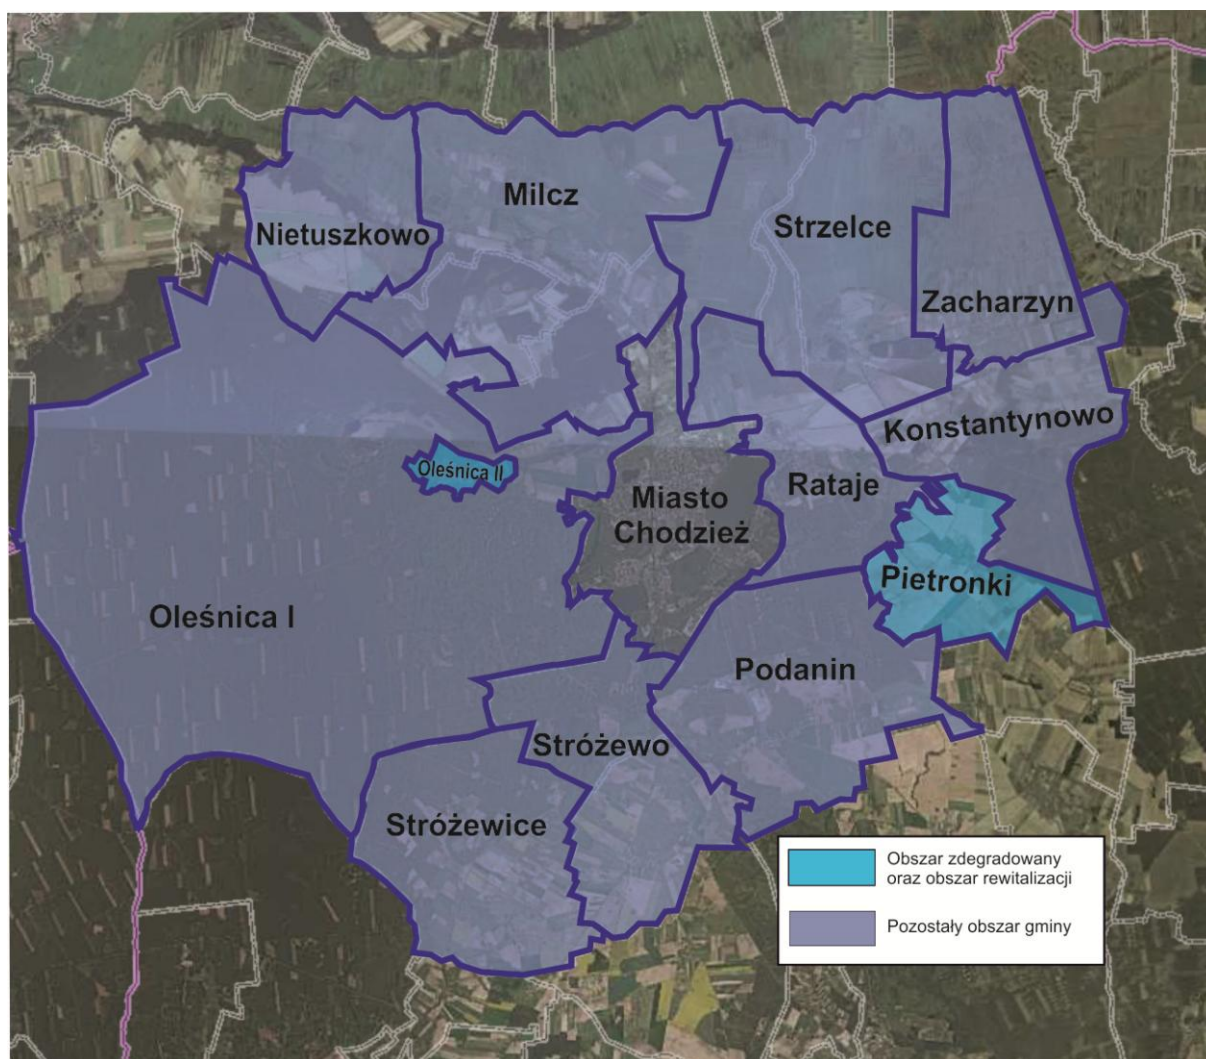 Milcz
Nietuszkowo
Strzelce
Zacharzyn
Konstantynowo
Oleśnica II
Miasto
Chodzież
Rataje
Pietronki
Oleśnica I
Podanin
Stróżewo
Stróżewice
Obszar zdegradowany
oraz obszar rewitalizacji
Pozostały obszar gminy